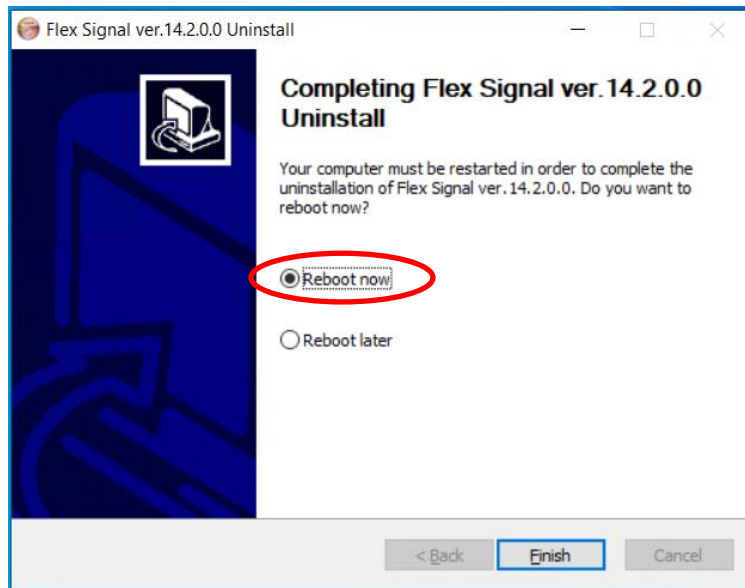 Flex Signal ver.14.2.0.0 Uninstall
Completing Flex Signal ver.14.2.0.0
Uninstall
Your computer must be restarted in order to complete the
uninstallation of Flex Signal ver.14.2.0.0. Do you want to
reboot now?
Reboot now
Reboot later
< Back Finish Cancel